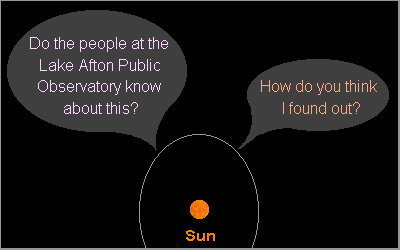 Do the people at the
Lake Afton Public
Observatory know
about this?
How do you think
I found out?
Sun